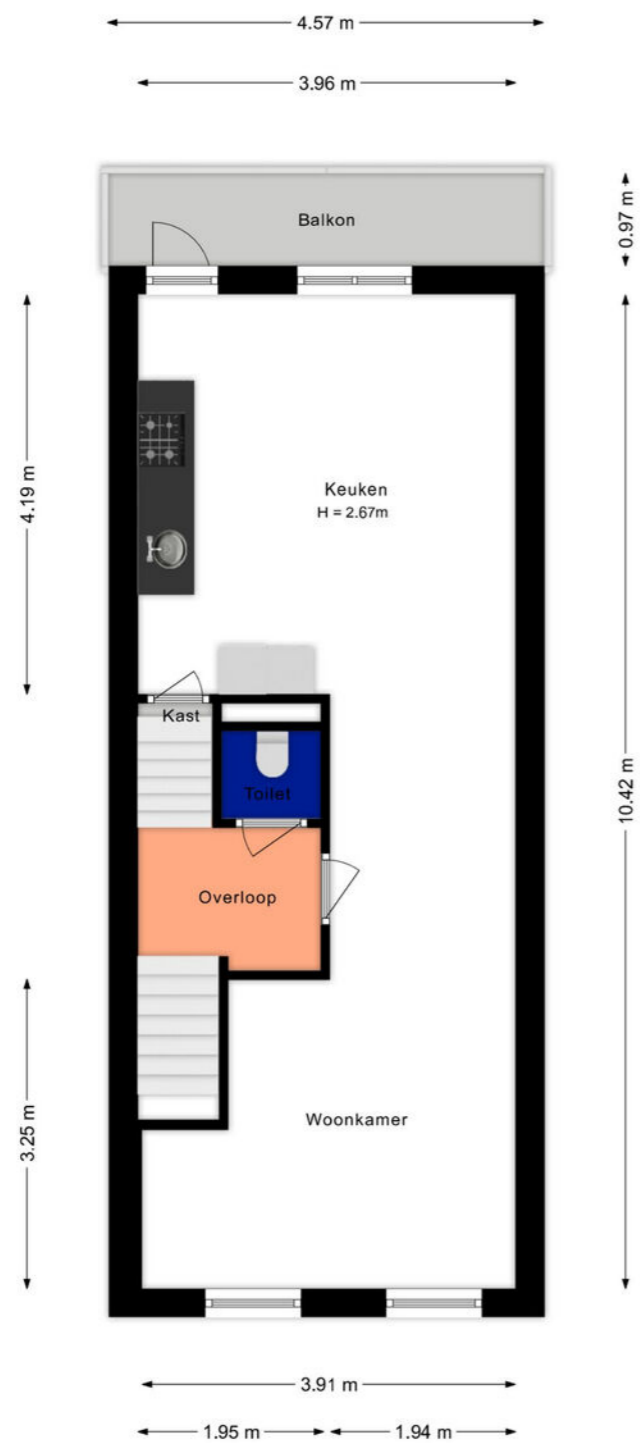 4.57 m
3.96 m
Balkon
0.97 m
4.19 m
Keuken
H = 2.67m
Kast
Toilet
10.42 m
Overloop
3.25 m
Woonkamer
3.91 m
1.95 m
1.94 m